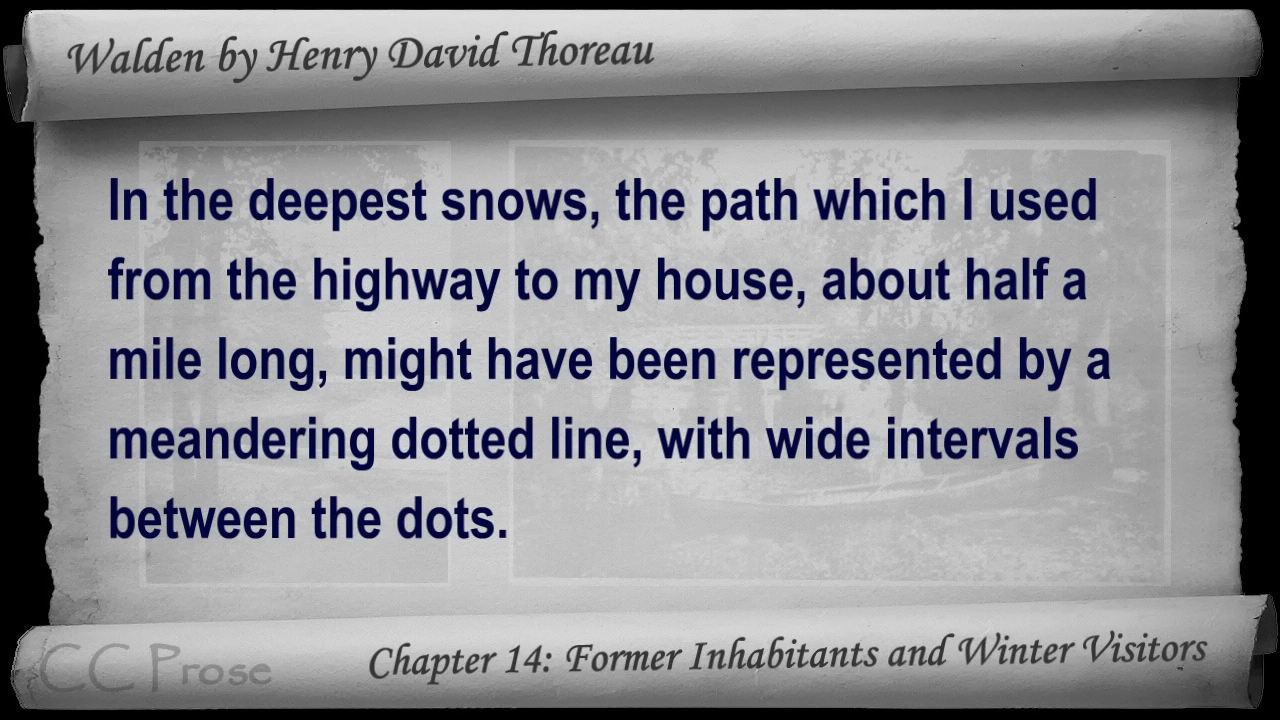 Walden by Henry David Thoreau
In the deepest snows, the path which I used
from the highway to my house, about half a
mile long, might have been represented by a
meandering dotted line, with wide intervals
between the dots.
CC Prose
Chapter 14: Former Inhabitants and Winter Visitors